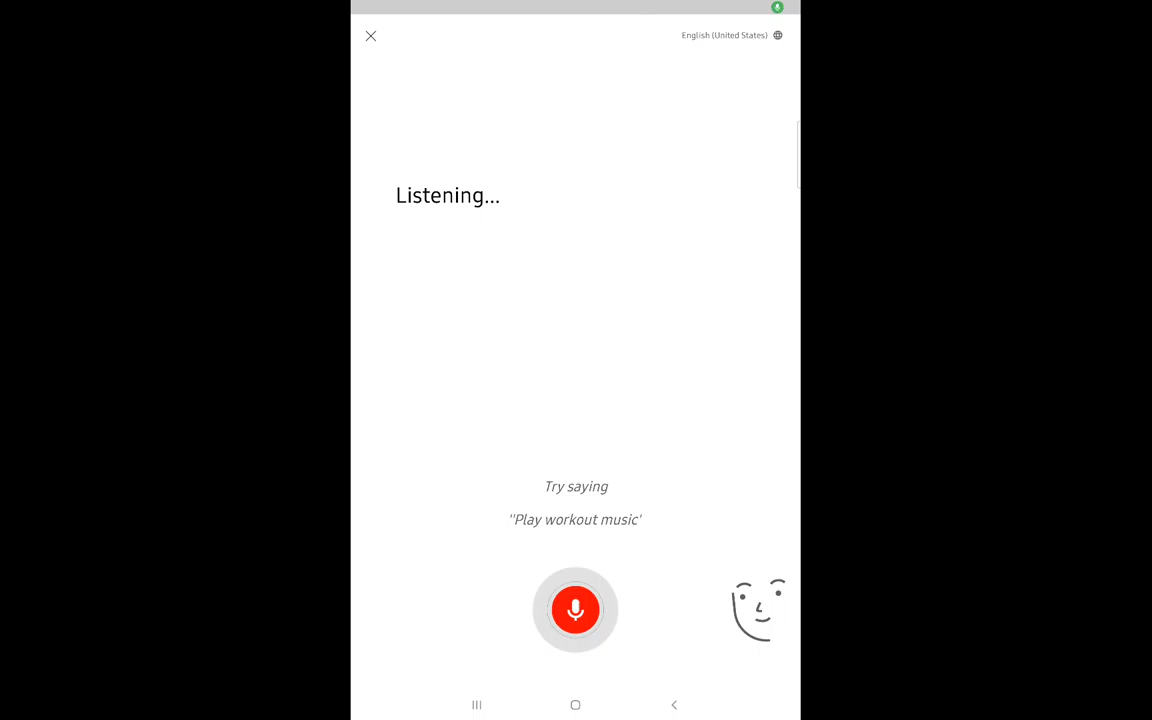 English (United States)
Listening...
Try saying
"Play workout music'